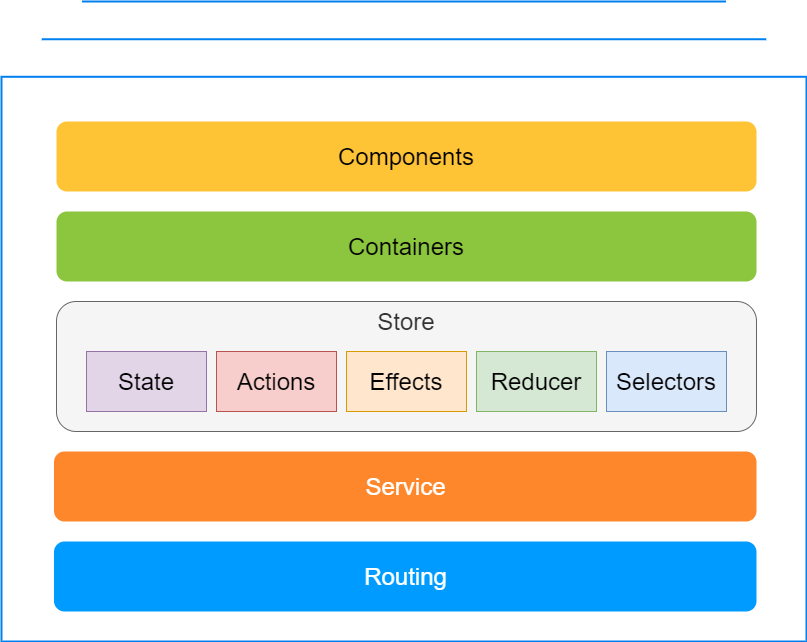 Components
Containers
Store
State Actions Effects Reducer Selectors
Service
Routing